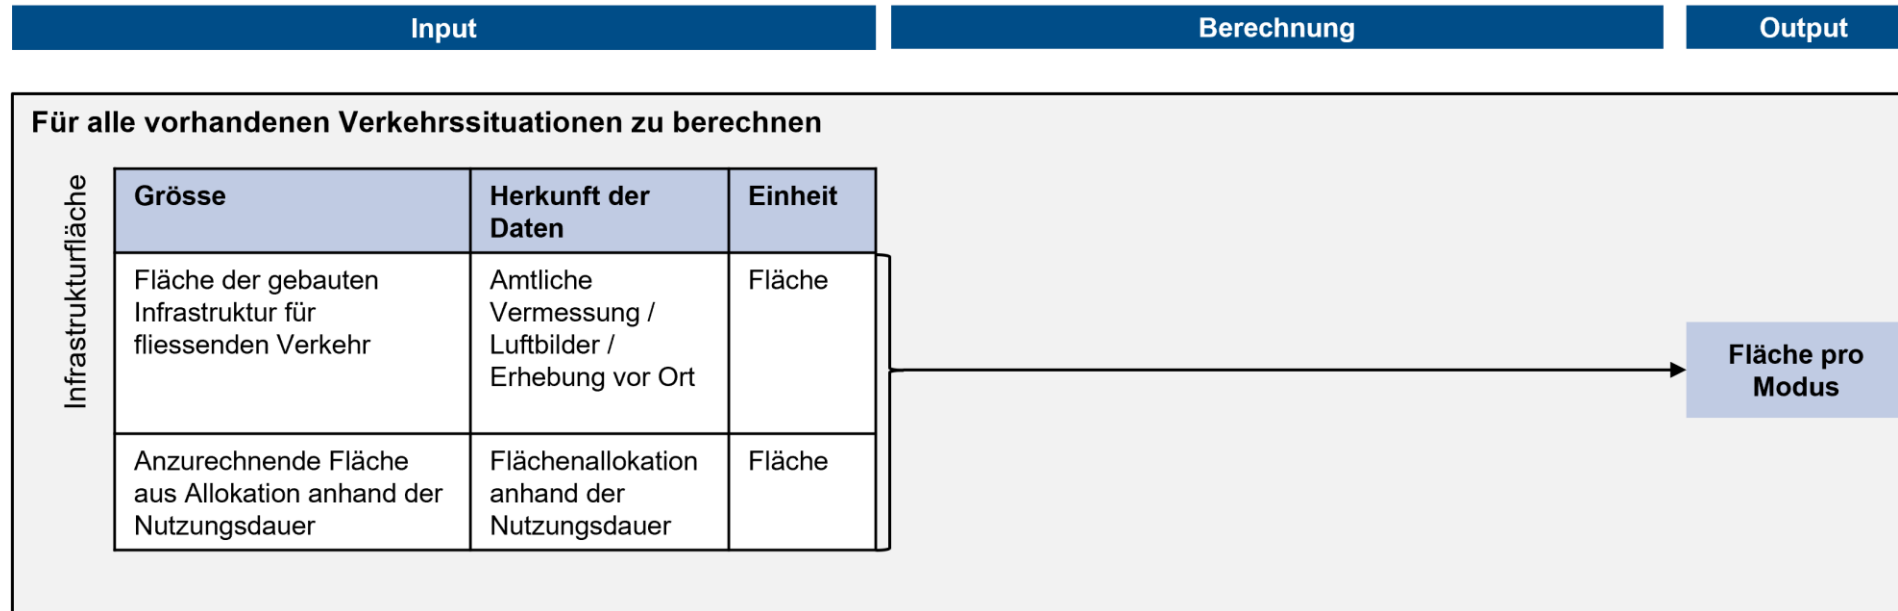 Input
Berechnung
Output
Für alle vorhandenen Verkehrssituationen zu berechnen
Infrastrukturfläche
Grösse
Herkunft der
Daten
Einheit
Fläche der gebauten
Infrastruktur für
fliessenden Verkehr
Amtliche
Vermessung /
Luftbilder /
Erhebung vor Ort
Fläche
Anzurechnende Fläche
aus Allokation anhand der
Nutzungsdauer
Flächenallokation
anhand der
Nutzungsdauer
Fläche
Fläche pro
Modus